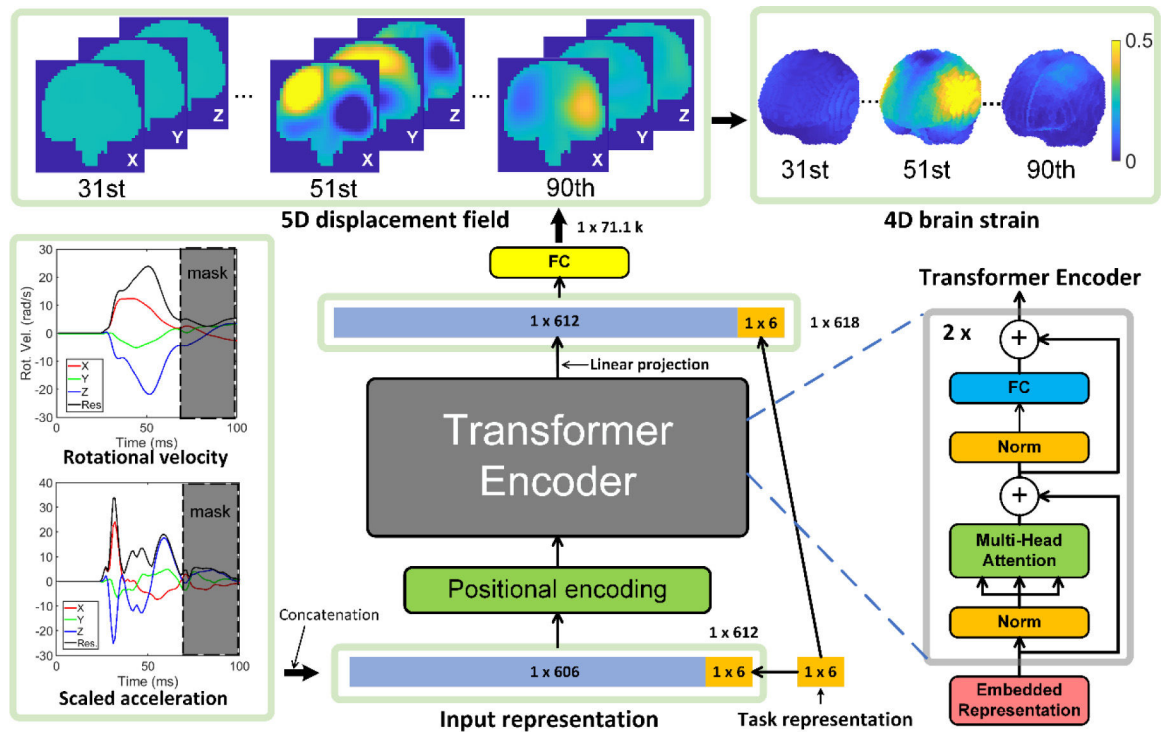 X
Y
Z
...
X
Y
Z
...
X
Y
Z
31st
51st
90th
5D displacement field
0.5
0
...
...
31st
51st
90th
4D brain strain
1 x 71.1 k
FC
1 x 612
1 x 6
1 x 618
Linear projection
Transformer
Encoder
Positional encoding
1 x 612
1 x 606
1 x 6
1 x 6
Input representation
Task representation
Concatenation
30
20
10
0
-10
-20
-30
Rot. Vel. (rad/s)
mask
X
Y
Z
Res
0
50
100
Time (ms)
Rotational velocity
40
30
20
10
0
-10
-20
-30
mask
X
Y
Z
Res.
0
50
100
Time (ms)
Scaled acceleration
Transformer Encoder
2 x
+
FC
Norm
+
Multi-Head
Attention
Norm
Embedded
Representation